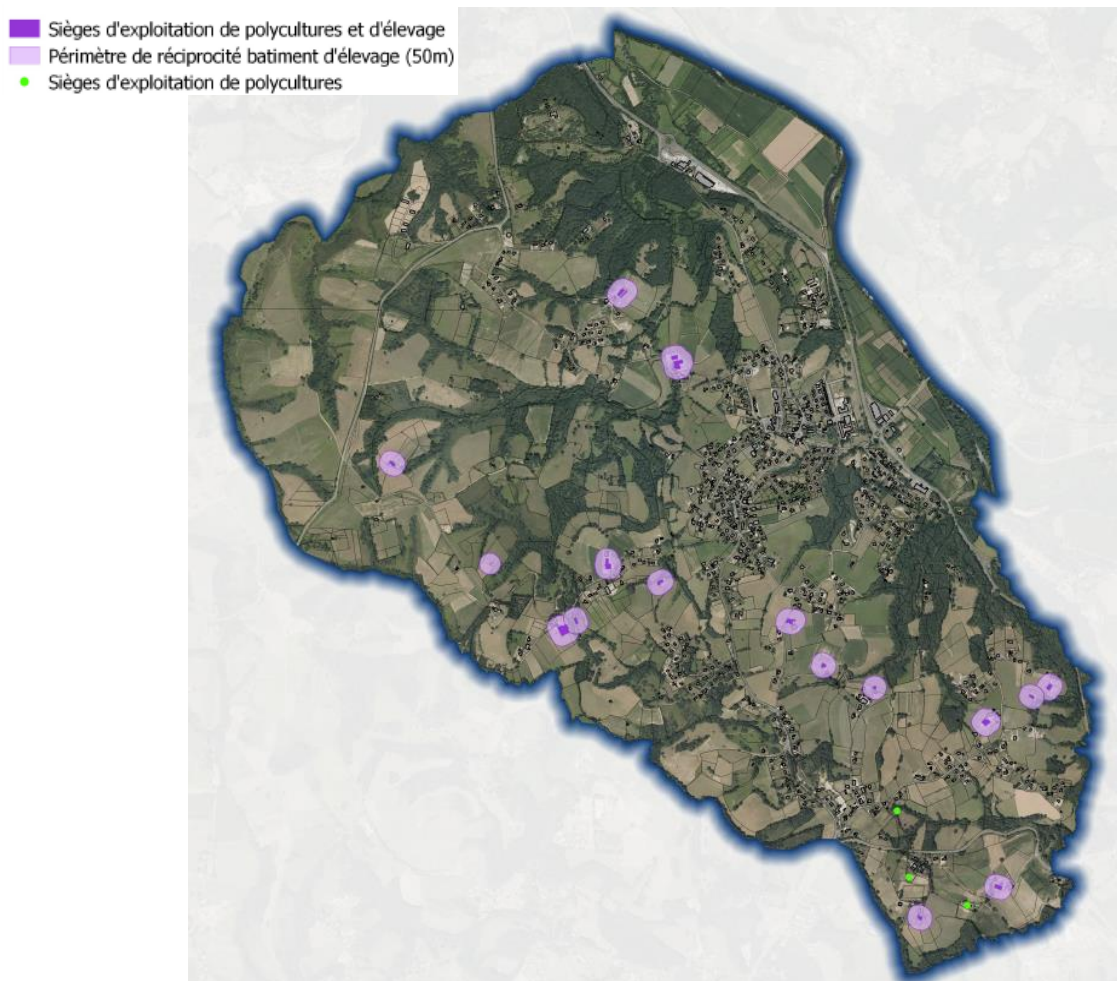 Sièges d'exploitation de polycultures et d'élevage
Périmètre de réciprocité batiment d'élevage (50m)
Sièges d'exploitation de polycultures